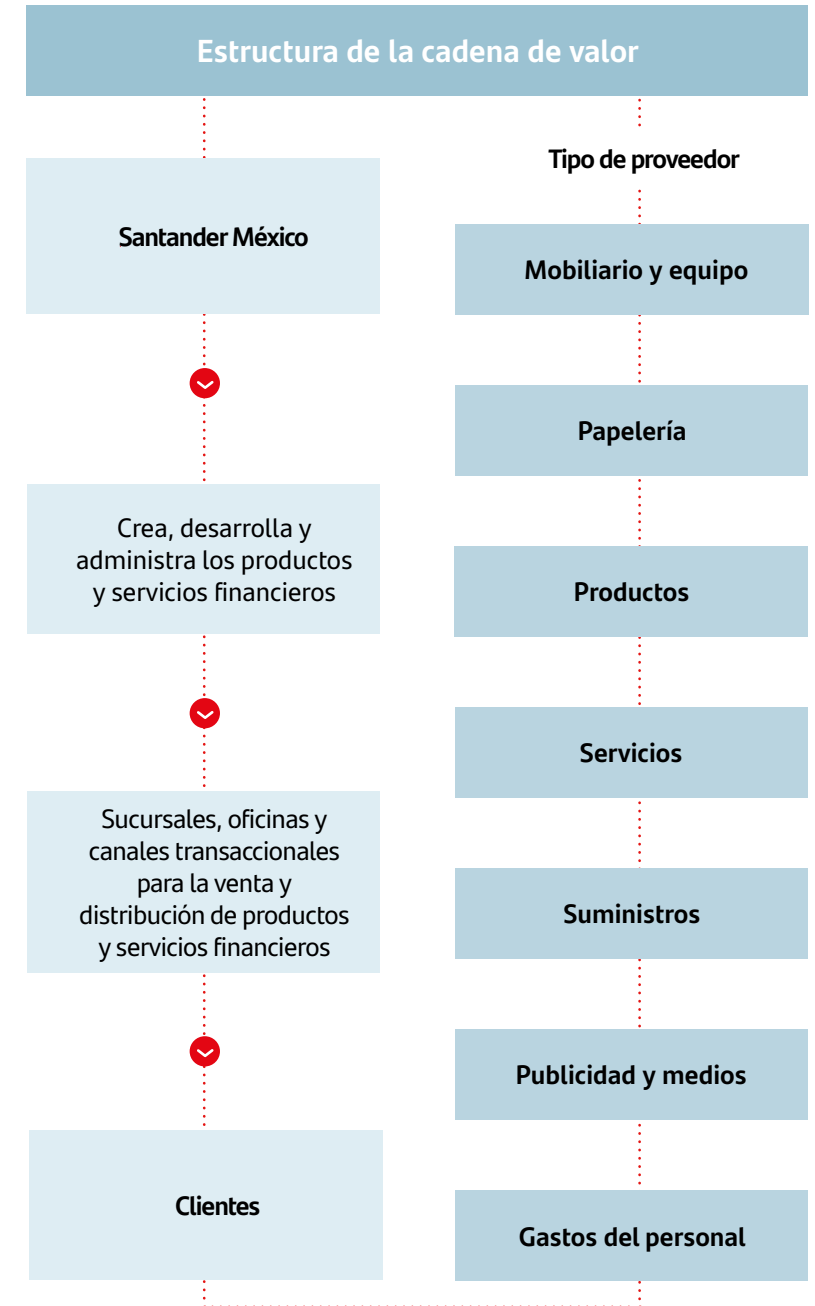 Estructura de la cadena de valor
Santander México
Crea, desarrolla y
administra los productos
y servicios financieros
Sucursales, oficinas y
canales transaccionales
para la venta y
distribución de productos
y servicios financieros
Clientes
Tipo de proveedor
Mobiliario y equipo
Papelería
Productos
Servicios
Suministros
Publicidad y medios
Gastos del personal